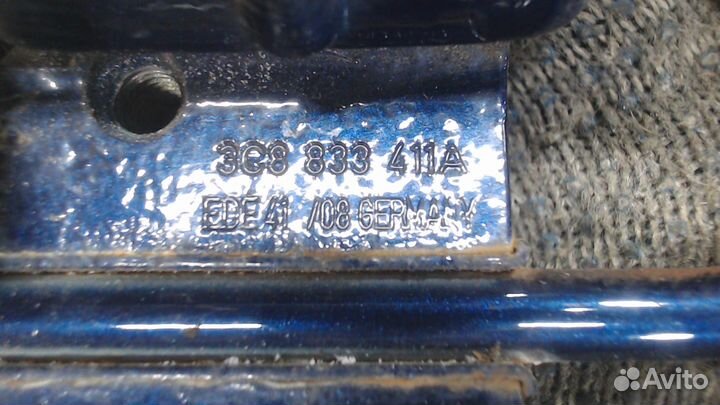 3C8 833 411A
EDE 41 /08 GERMANY
Avito